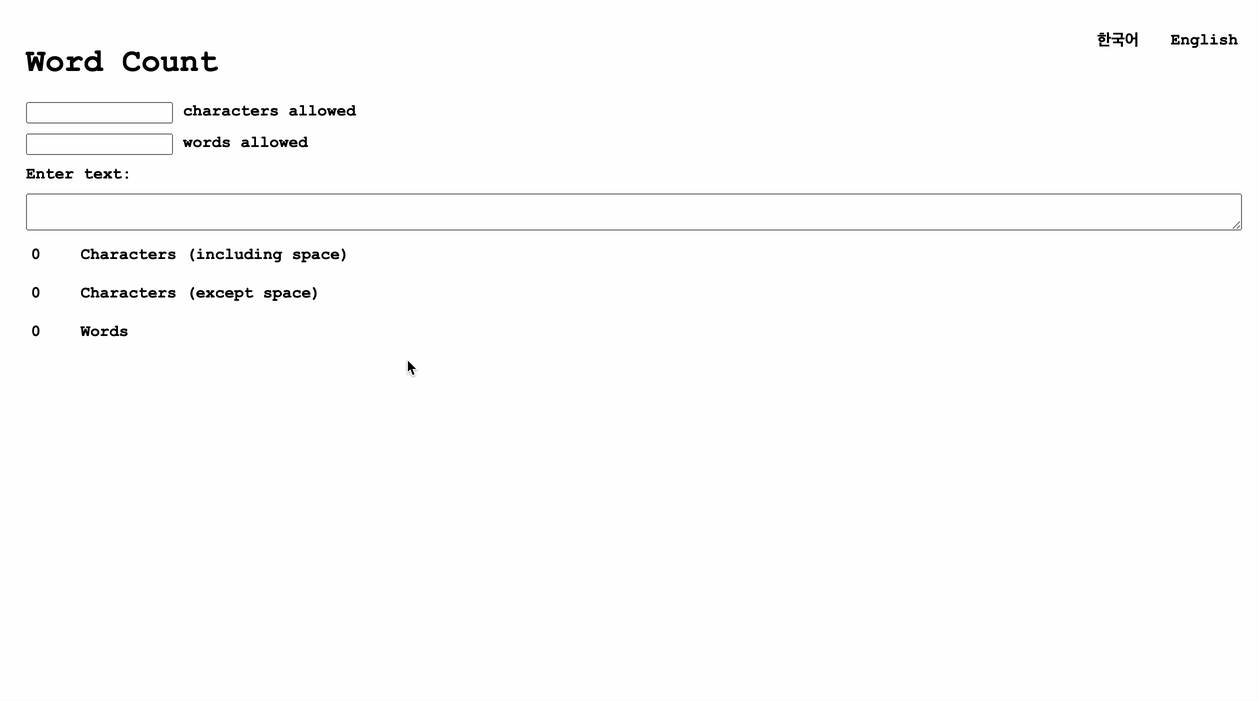 한국어 English
Word Count
characters allowed
words allowed
Enter text:
0 Characters (including space)
0 Characters (except space)
0 Words